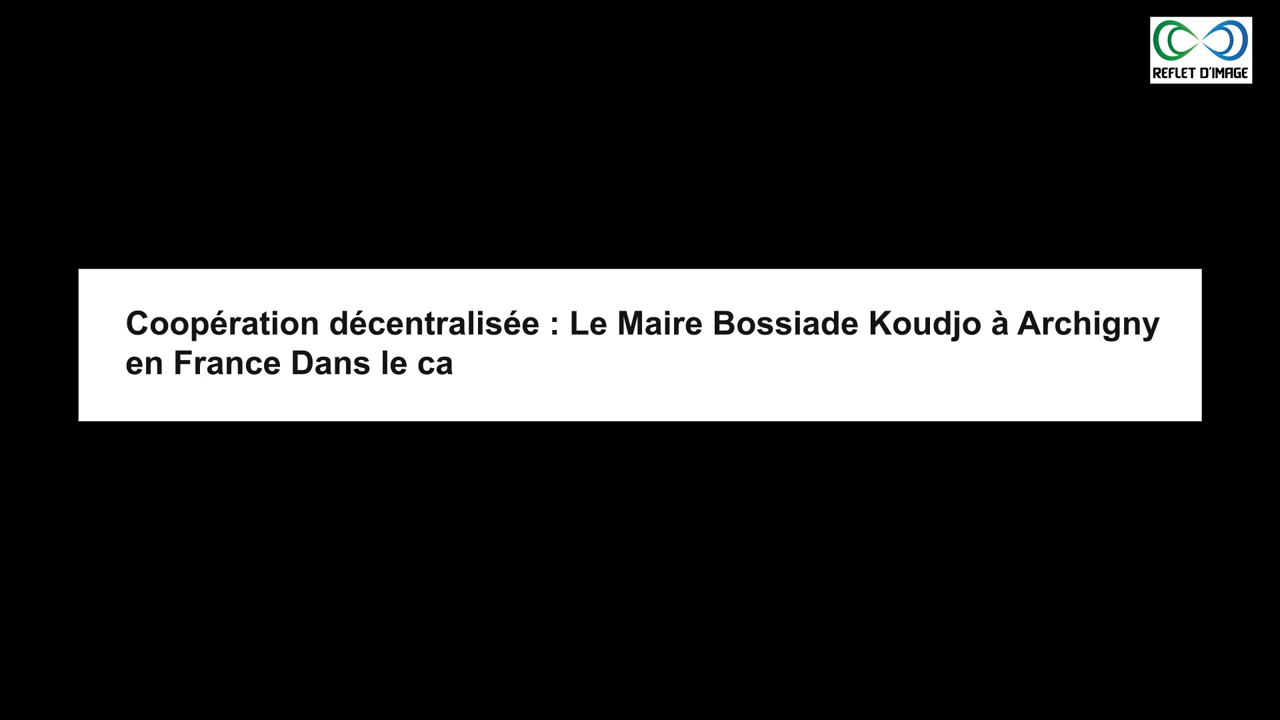 REFLET D'IMAGE
Coopération décentralisée : Le Maire Bossiade Koudjo à Archigny
en France Dans le ca